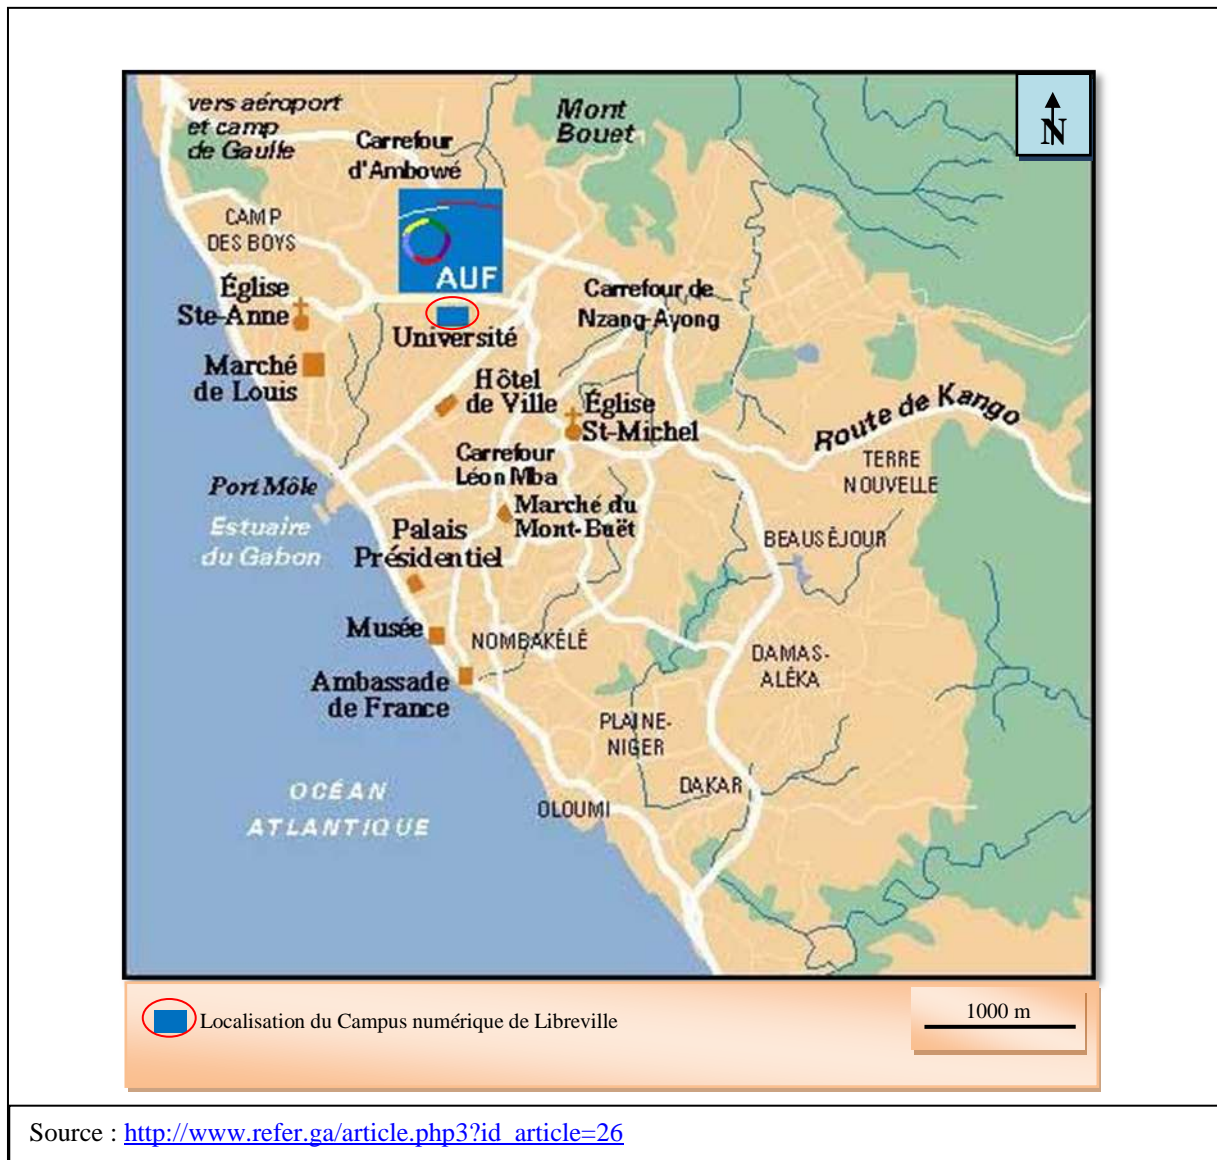 vers aéroport
et camp
de Gaulle
Mont
Bouet
N
Carrefour
d'Ambowé
CAMP
DES BOYS
AUF
Église
Ste-Anne
Carrefour de
Nzang-Ayong
Université
Marché
de Louis
Hôtel
de Ville
Église
St-Michel
Route de Kango
Carrefour
Léon Mba
TERRE
NOUVELLE
Port Môle
Marché du
Mont-Buët
Estuaire
du Gabon
Palais
Présidentiel
BEAUSÉJOUR
Musée
NOMBAKÉLÉ
DAMAS-
ALÉKA
Ambassade
de France
PLAINE-
NIGER
DAKAR
OCÉAN
ATLANTIQUE
OLOUMI
Localisation du Campus numérique de Libreville
1000 m
Source : http://www.refer.ga/article.php3?id_article=26